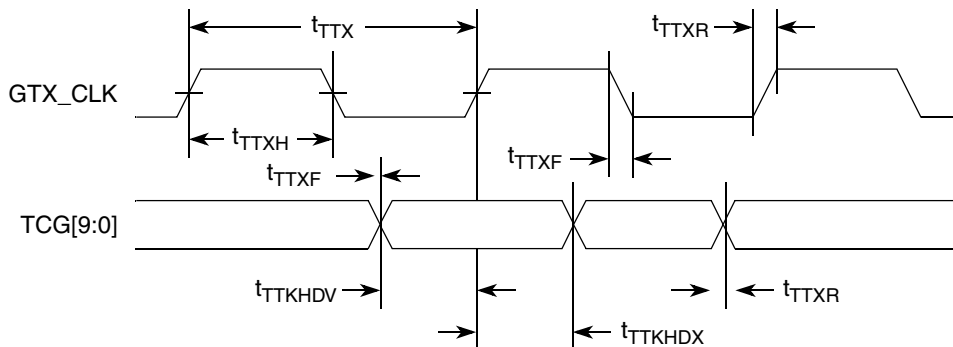 tTTX
tTTXR
GTX_CLK
tTTXH
tTTXF
tTTXF
TCG[9:0]
tTTKHDV
tTTXR
tTTKHDX